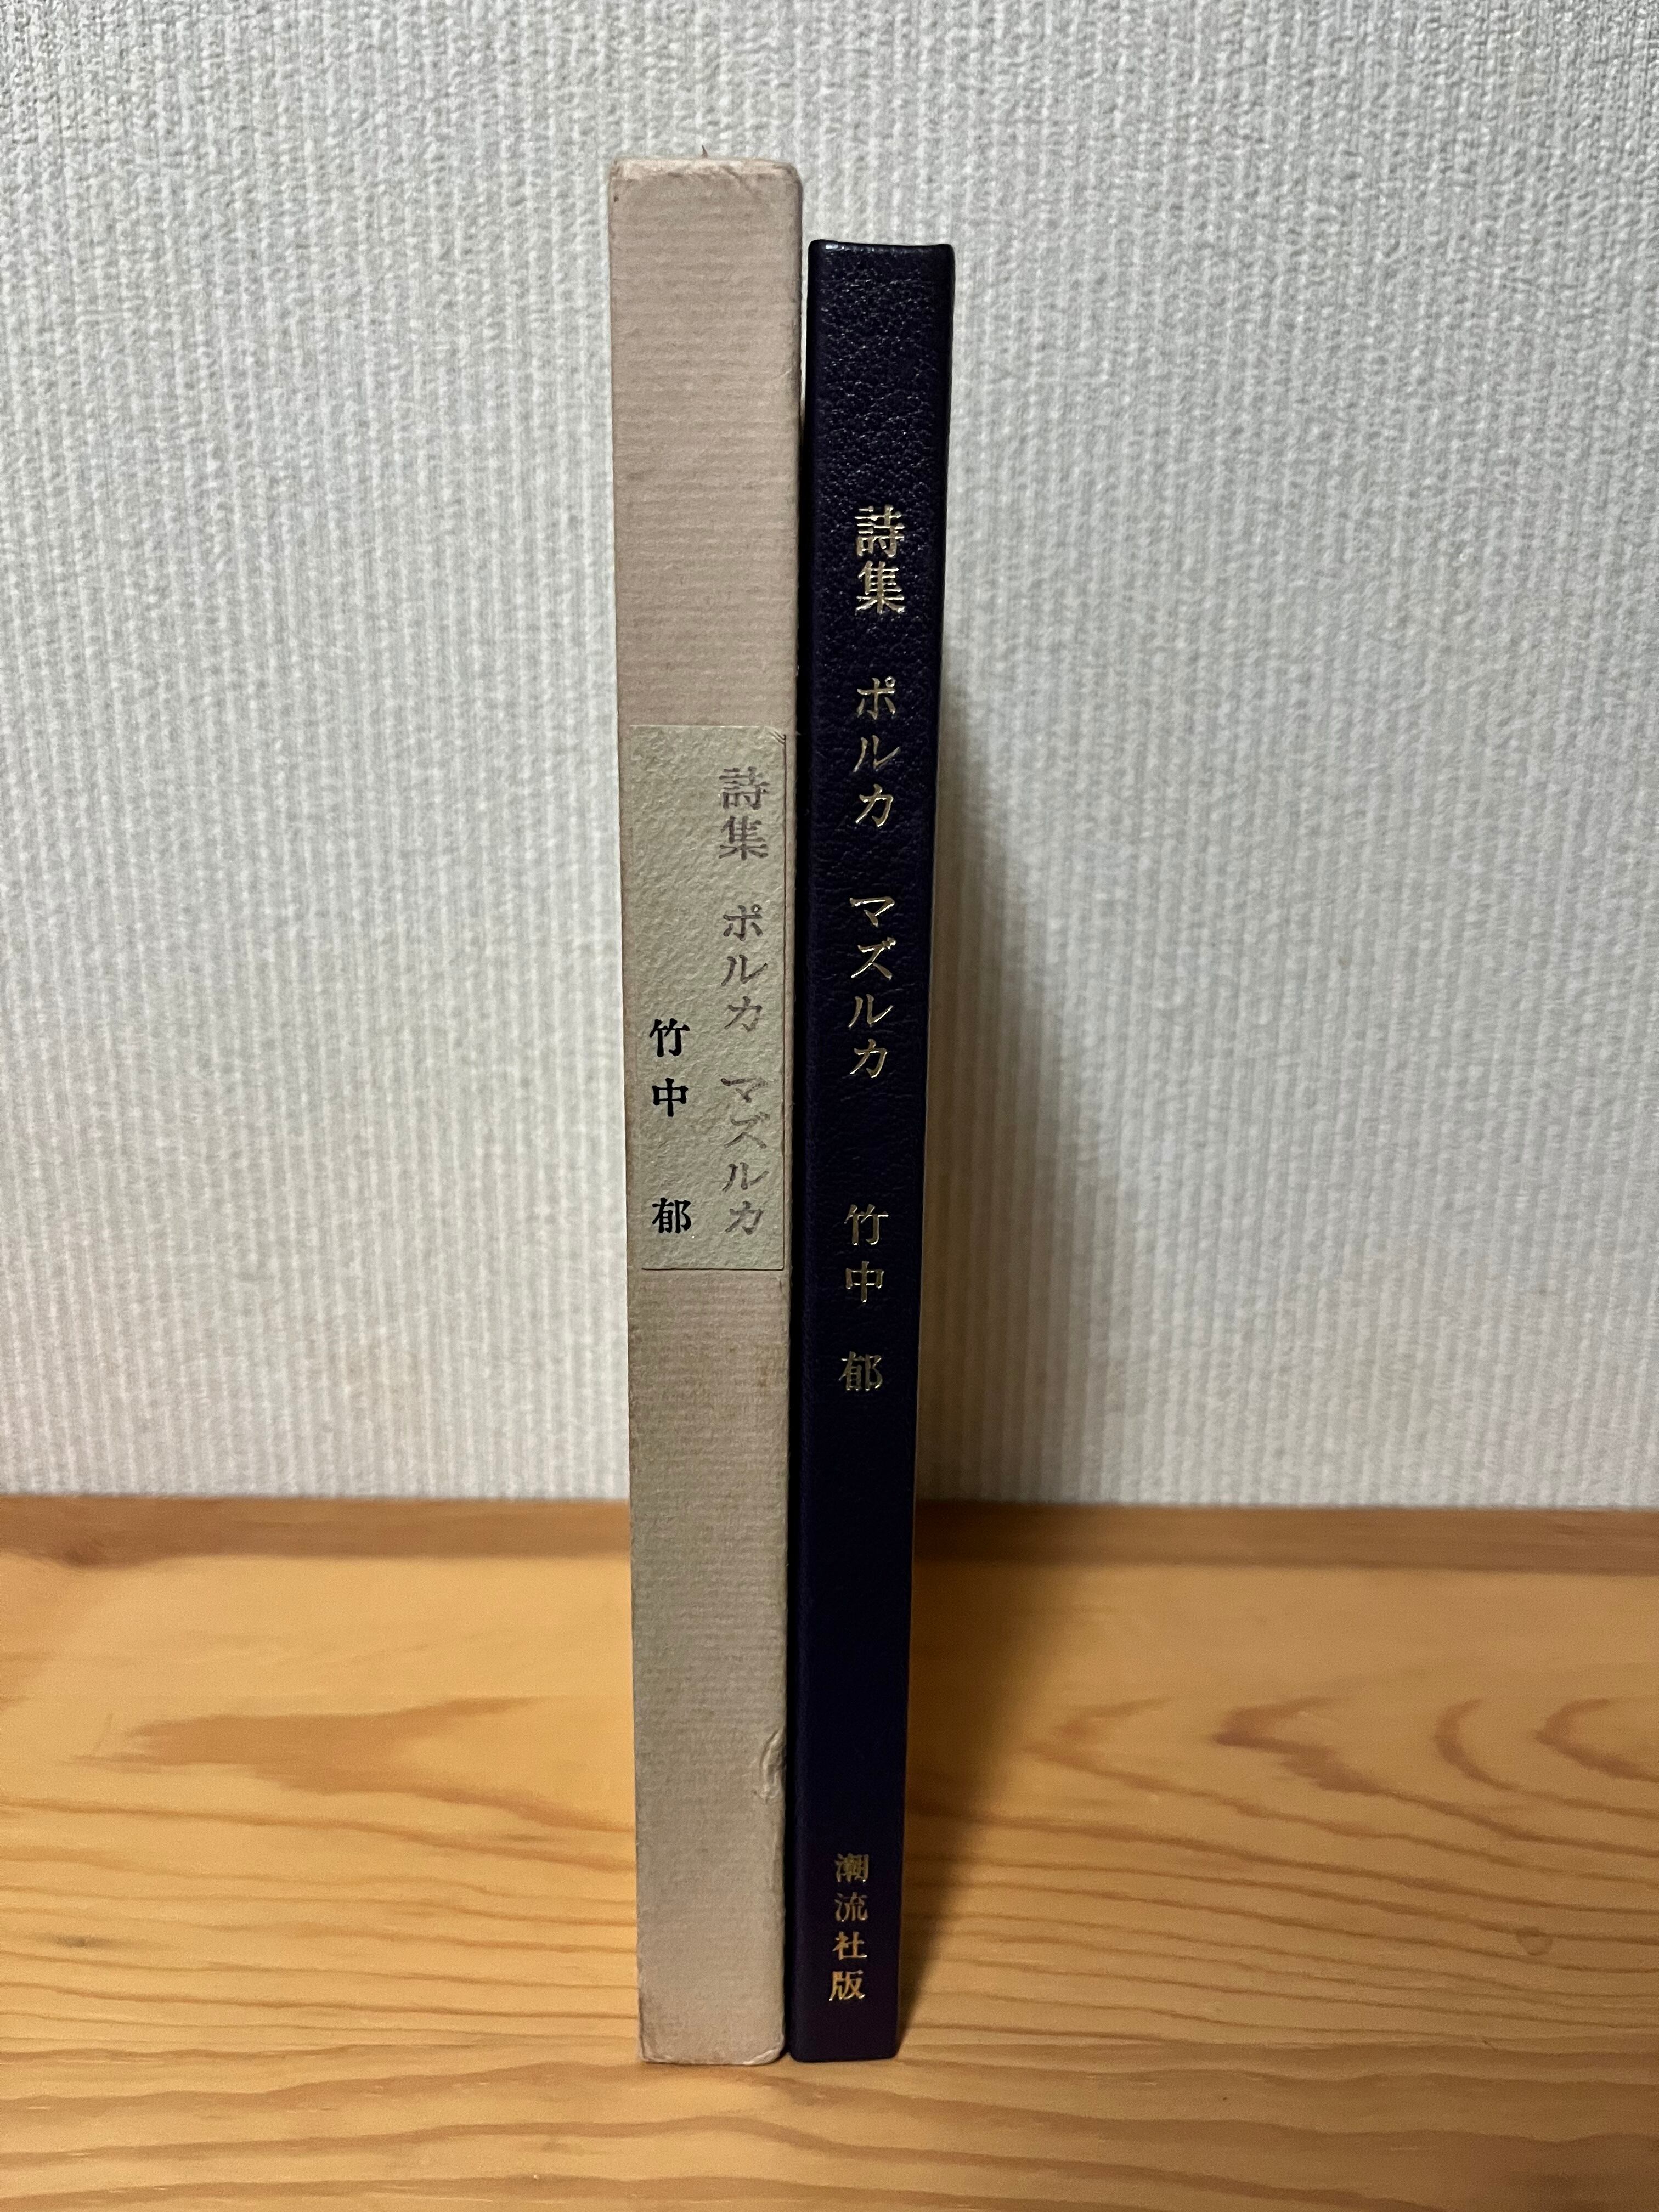 詩集 ポルカ マズルカ
竹中 郁
詩集 ポルカ マズルカ 竹中 郁
潮流社版